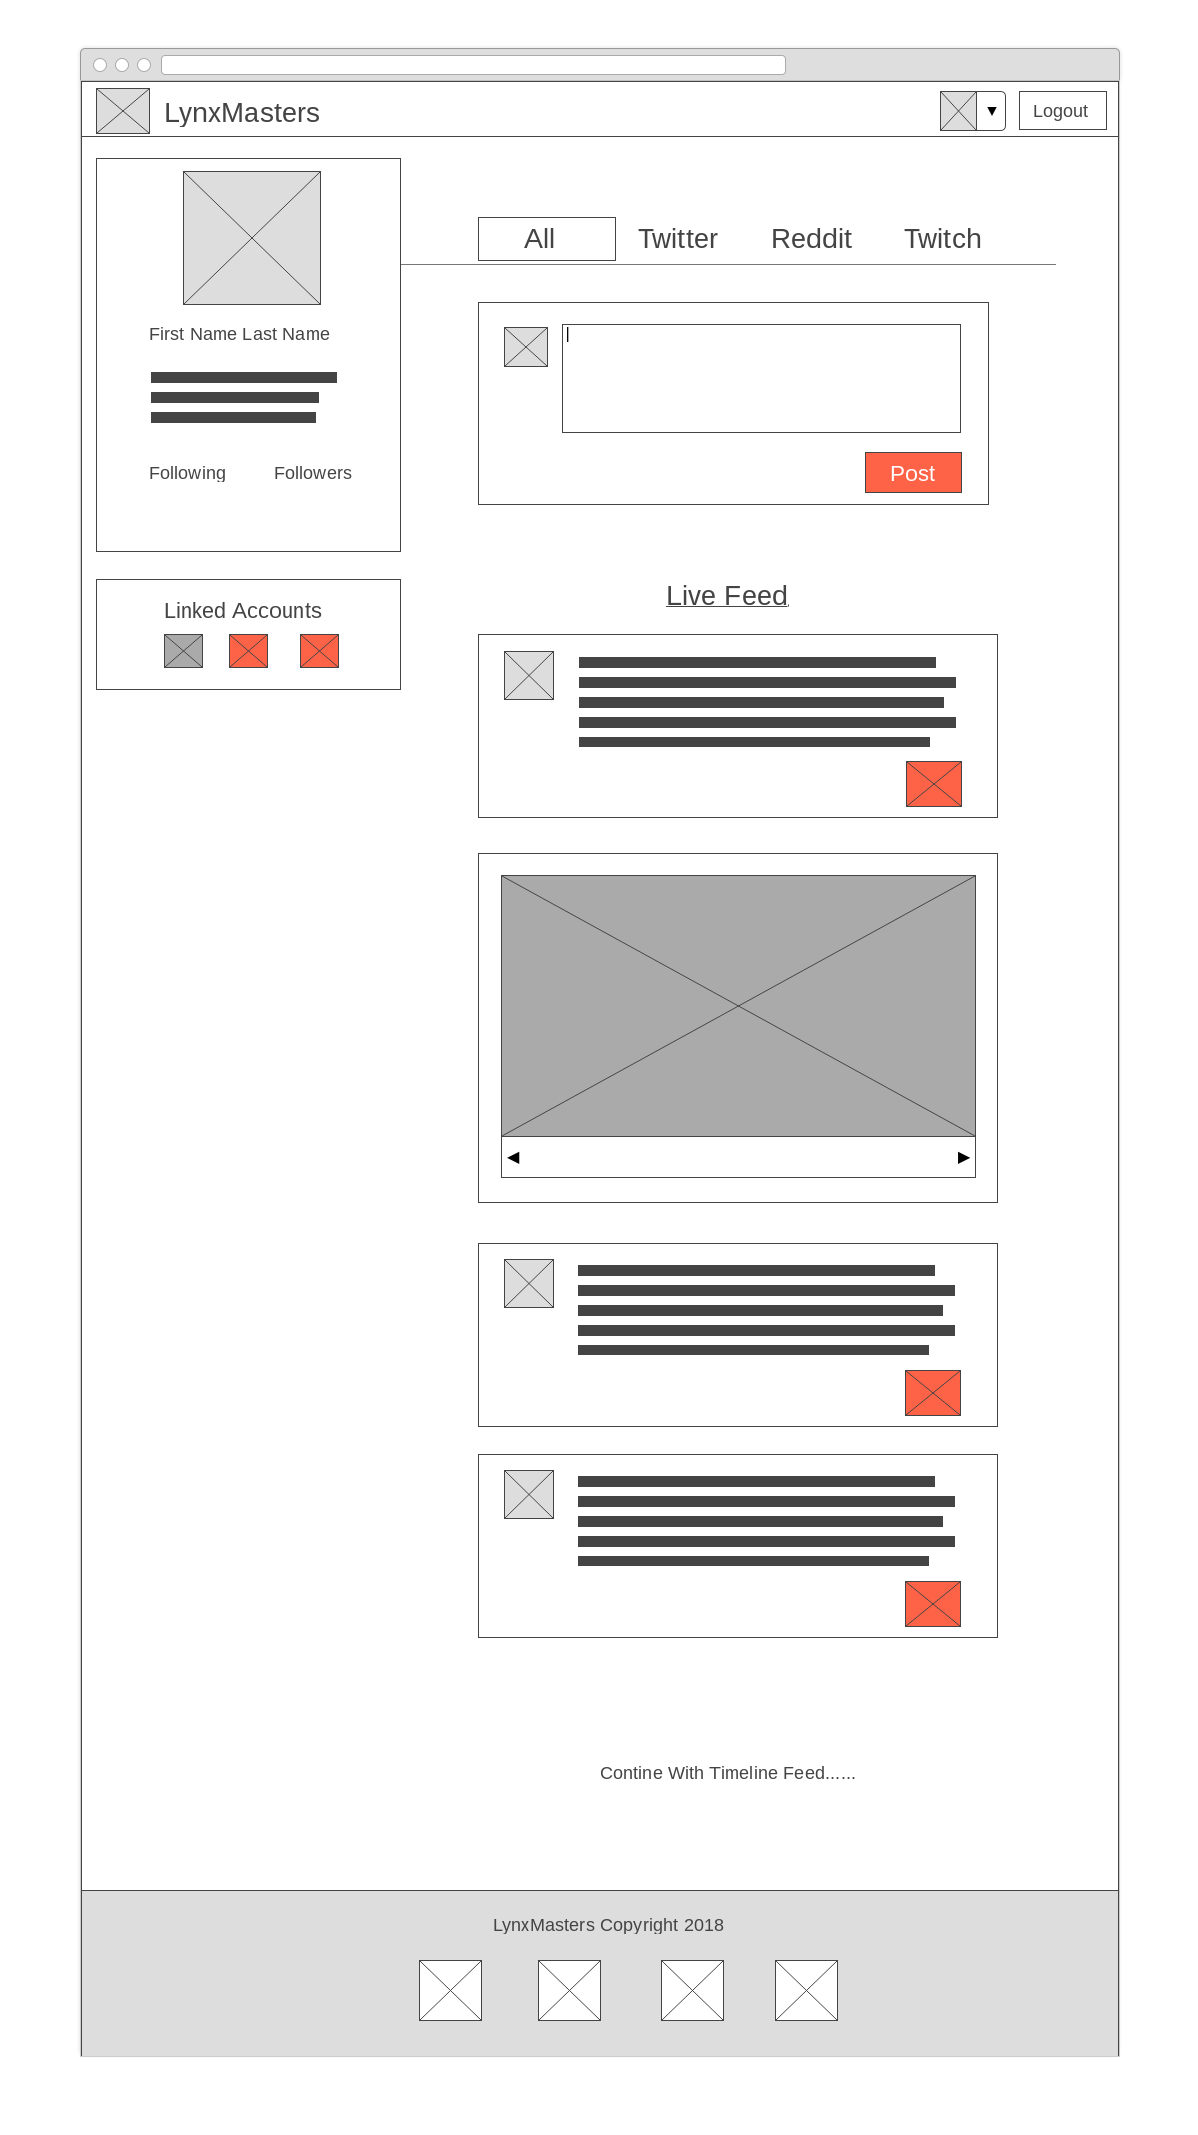 LynxMasters
Logout
All Twitter Reddit Twitch
First Name Last Name
Following Followers
Post
Linked Accounts
Live Feed
Contine With Timeline Feed......
LynxMasters Copyright 2018